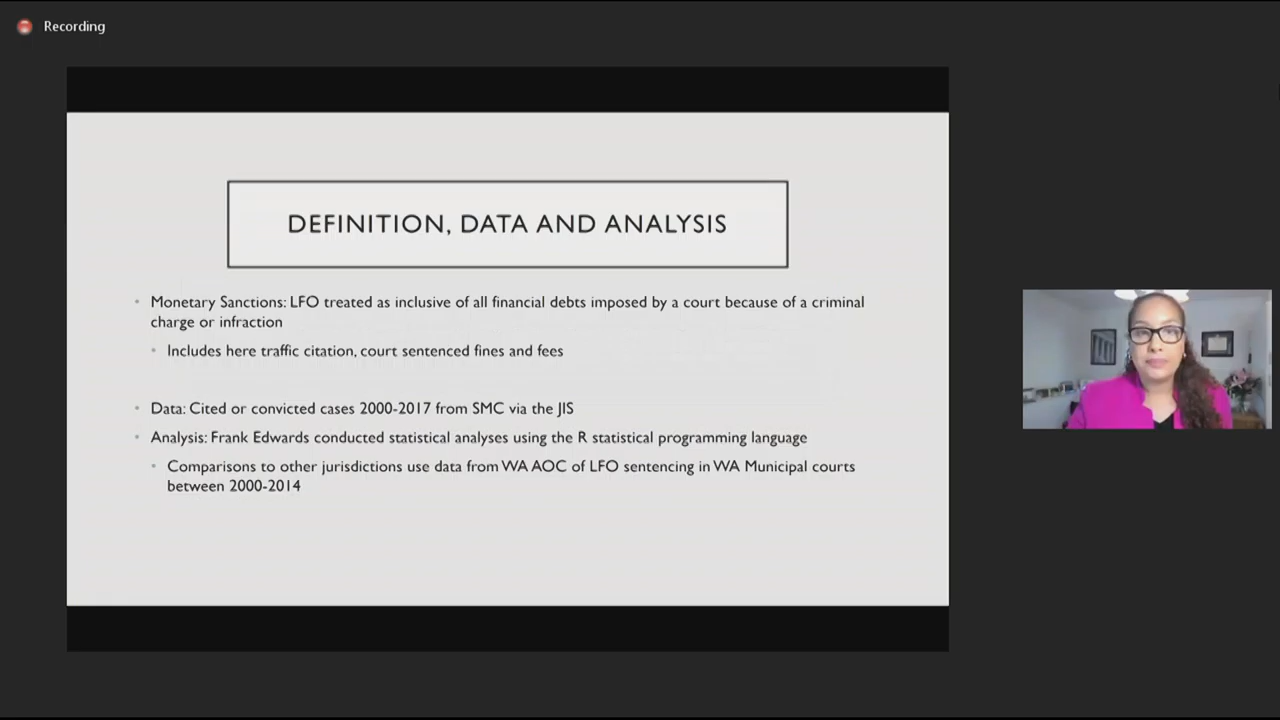 Recording
DEFINITION, DATA AND ANALYSIS
• Monetary Sanctions: LFO treated as inclusive of all financial debts imposed by a court because of a criminal
charge or infraction
• Includes here traffic citation, court sentenced fines and fees
• Data: Cited or convicted cases 2000-2017 from SMC via the JIS
• Analysis: Frank Edwards conducted statistical analyses using the R statistical programming language
• Comparisons to other jurisdictions use data from WA AOC of LFO sentencing in WA Municipal courts
between 2000-2014